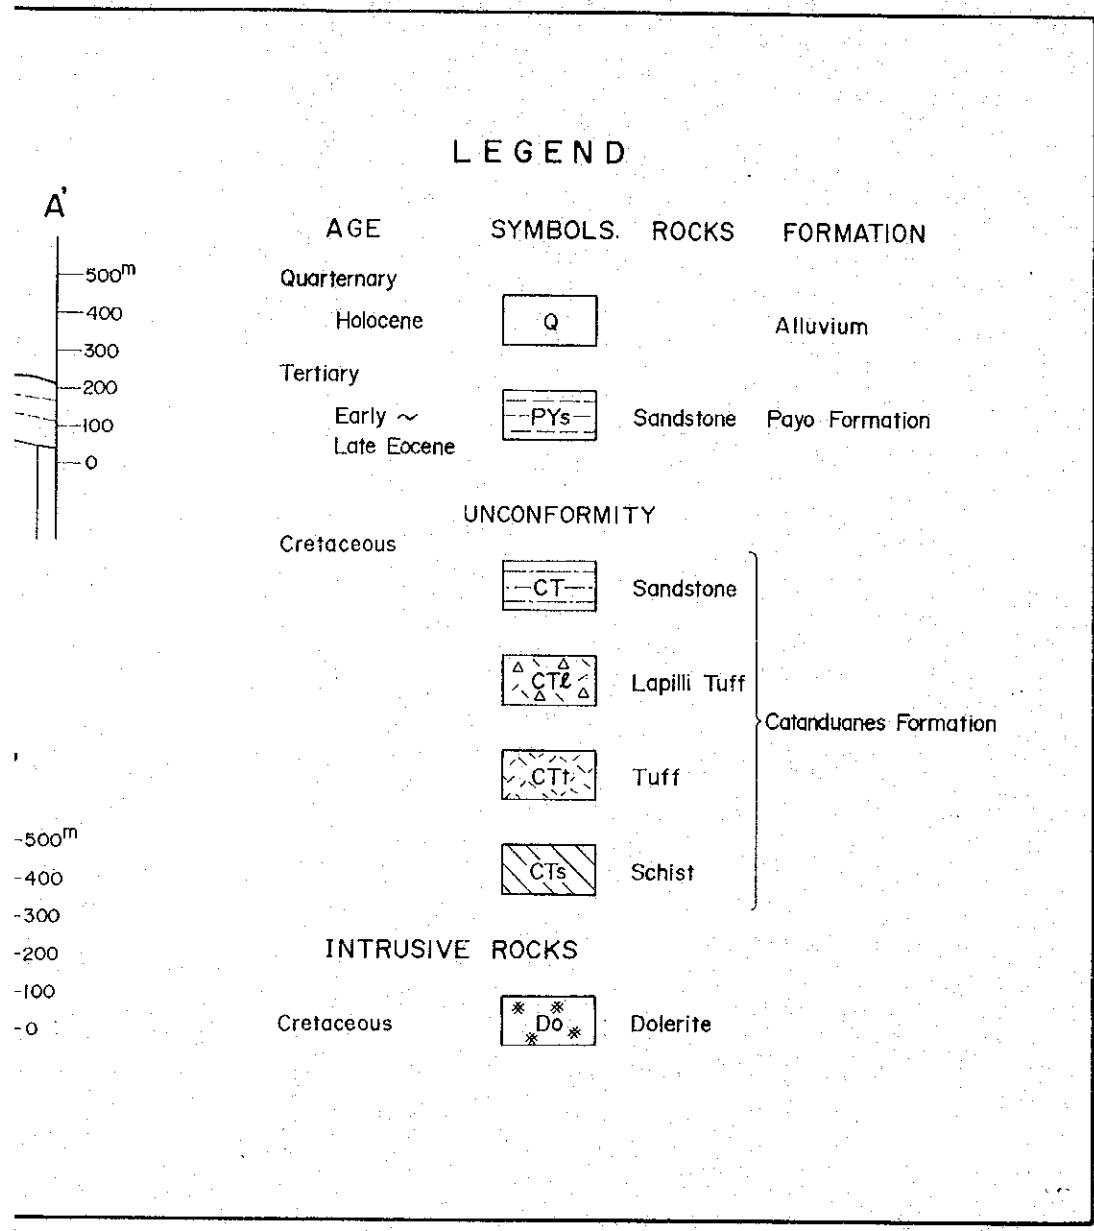 LEGEND
A'
AGE SYMBOLS. ROCKS FORMATION
500m
400
300
200
100
0
Quarternary
Holocene Q Alluvium
Tertiary
Early ~ PYs Sandstone Payo Formation
Late Eocene
UNCONFORMITY
Cretaceous
CT Sandstone
CTℓ Lapilli Tuff
Catanduanes Formation
CTt Tuff
CTs Schist
-500m
-400
-300
-200
-100
-0
INTRUSIVE ROCKS
Cretaceous Do Dolerite